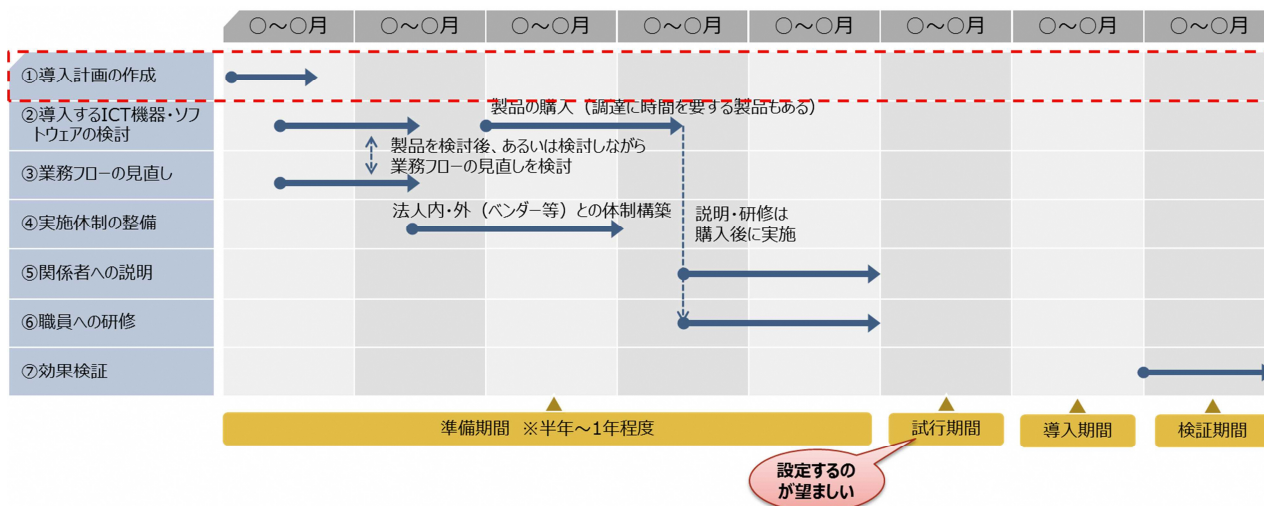 〇～〇月 〇～〇月 〇～〇月 〇～〇月 〇～〇月 〇～〇月 〇～〇月 〇～〇月
①導入計画の作成
②導入するICT機器・ソフ
トウェアの検討
製品の購入（調達に時間を要する製品もある）
製品を検討後、あるいは検討しながら
業務フローの見直しを検討
③業務フローの見直し
④実施休制の整備
法人内・外（ベンダー等）との体制構築
説明・研修は
購入後に実施
⑤関係者への説明
⑥職員への研修
⑦効果検証
準備期間 ※半年～1年程度
試行期間
導入期間
検証期間
設定するの
が望ましい